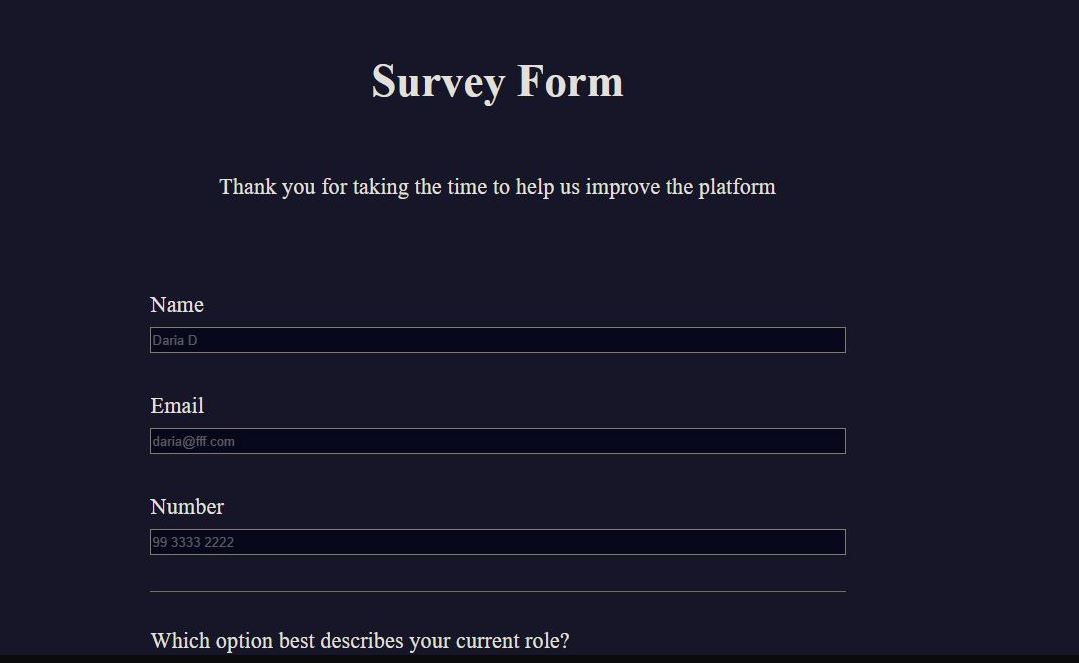 Survey Form
Thank you for taking the time to help us improve the platform
Name
Daria D
Email
daria@fff.com
Number
99 3333 2222
Which option best describes your current role?